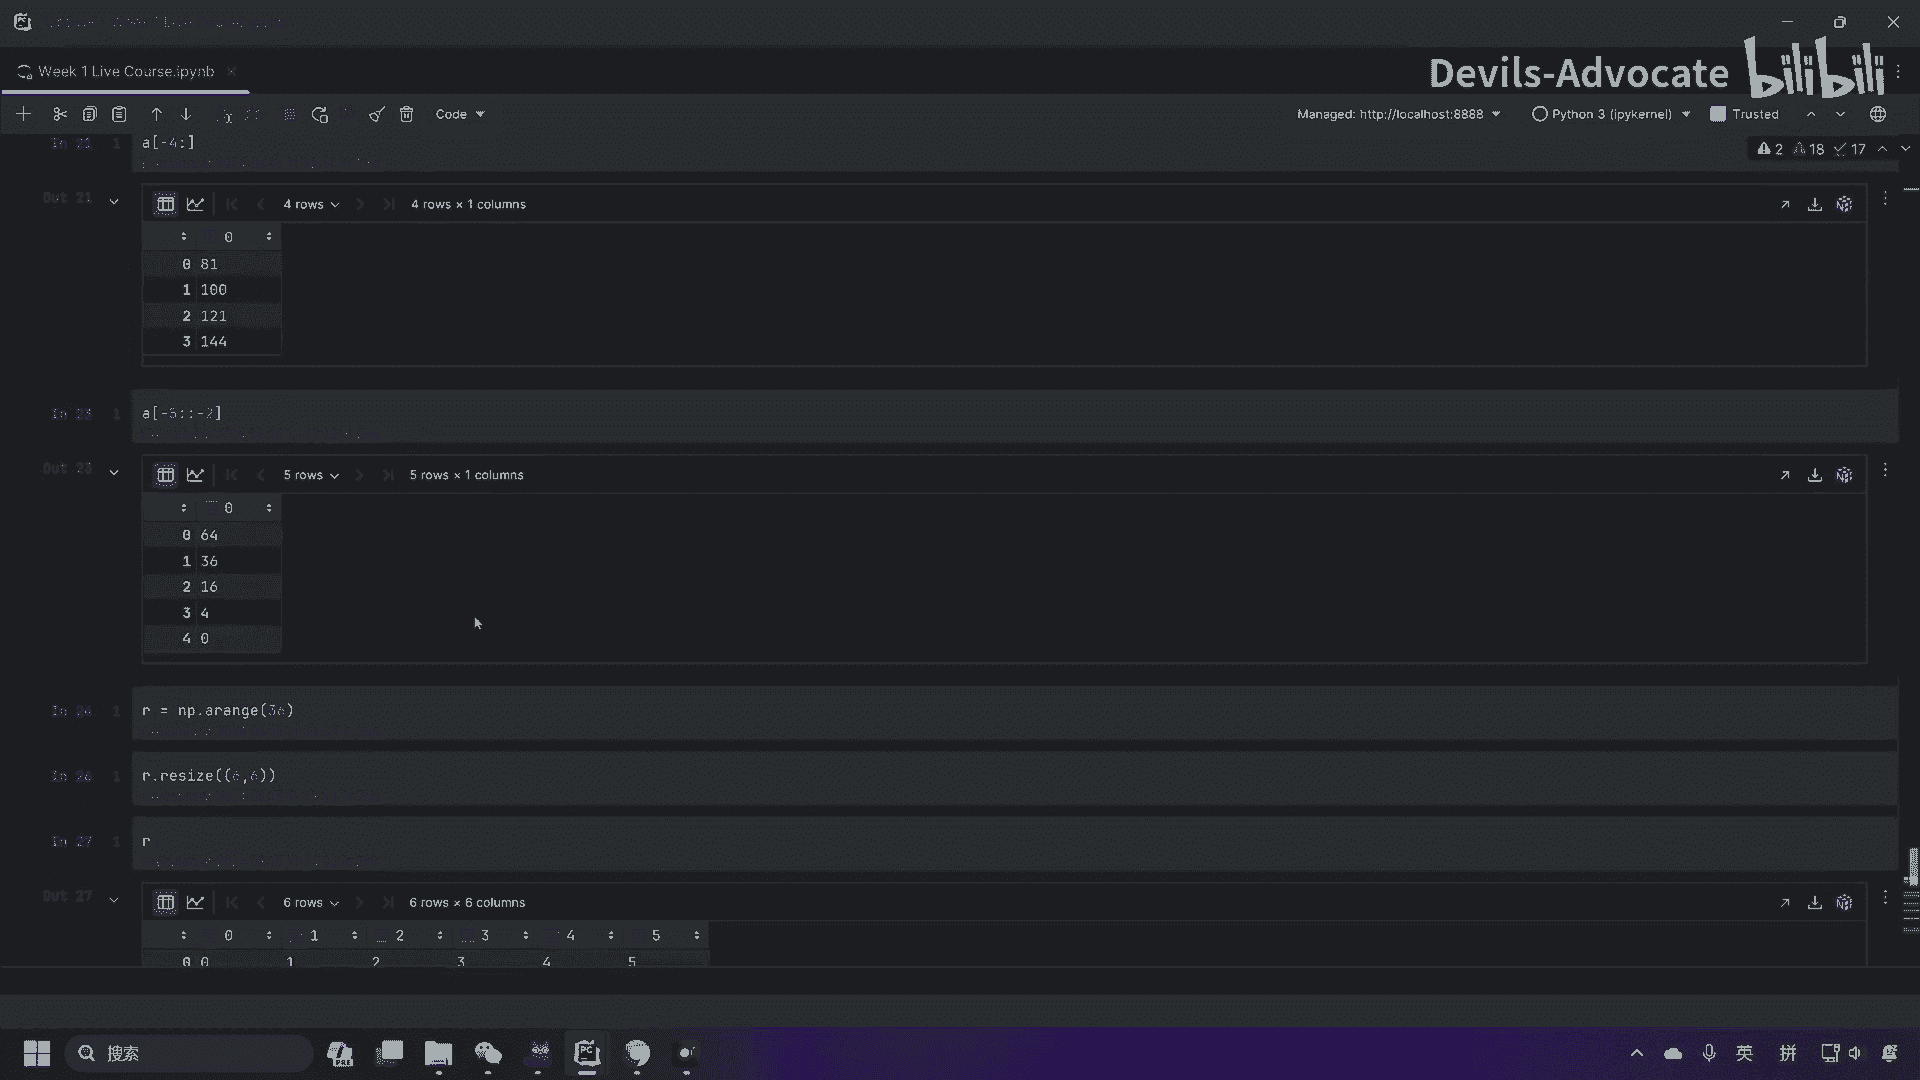 Week 1 Live Course.ipynb
Devils-Advocate bilibili
Code
Managed: http://localhost:8888
Python 3 (ipykernel)
Trusted
In 21 1 a[-4:]
2 18 17
Out 21
4 rows
4 rows × 1 columns
0
0 81
1 100
2 121
3 144
In 23 1 a[-5::-2]
Out 23
5 rows
5 rows × 1 columns
0
0 64
1 36
2 16
3 4
4 0
In 24 1 r = np.arange(36)
In 26 1 r.resize((6,6))
In 27 1 r
Out 27
6 rows
6 rows × 6 columns
0 1 2 3 4 5
0 0 1 2 3 4 5
搜索
PRE
PC
英
拼